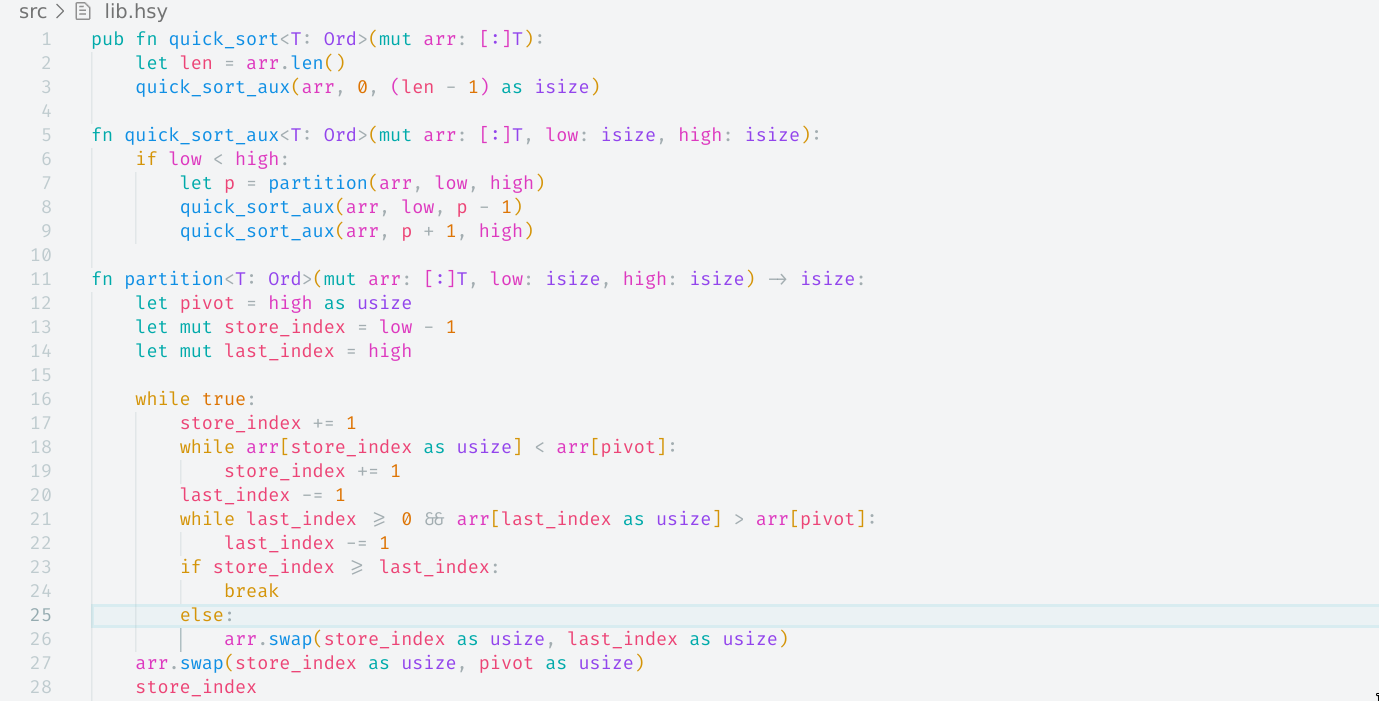 src > lib.hsy
1 pub fn quick_sort<T: Ord>(mut arr: [:]T):
2     let len = arr.len()
3     quick_sort_aux(arr, 0, (len - 1) as isize)
4
5 fn quick_sort_aux<T: Ord>(mut arr: [:]T, low: isize, high: isize):
6     if low < high:
7         let p = partition(arr, low, high)
8         quick_sort_aux(arr, low, p - 1)
9         quick_sort_aux(arr, p + 1, high)
10
11 fn partition<T: Ord>(mut arr: [:]T, low: isize, high: isize) -> isize:
12     let pivot = high as usize
13     let mut store_index = low - 1
14     let mut last_index = high
15
16     while true:
17         store_index += 1
18         while arr[store_index as usize] < arr[pivot]:
19             store_index += 1
20         last_index -= 1
21         while last_index >= 0 && arr[last_index as usize] > arr[pivot]:
22             last_index -= 1
23         if store_index >= last_index:
24             break
25         else:
26             arr.swap(store_index as usize, last_index as usize)
27     arr.swap(store_index as usize, pivot as usize)
28     store_index